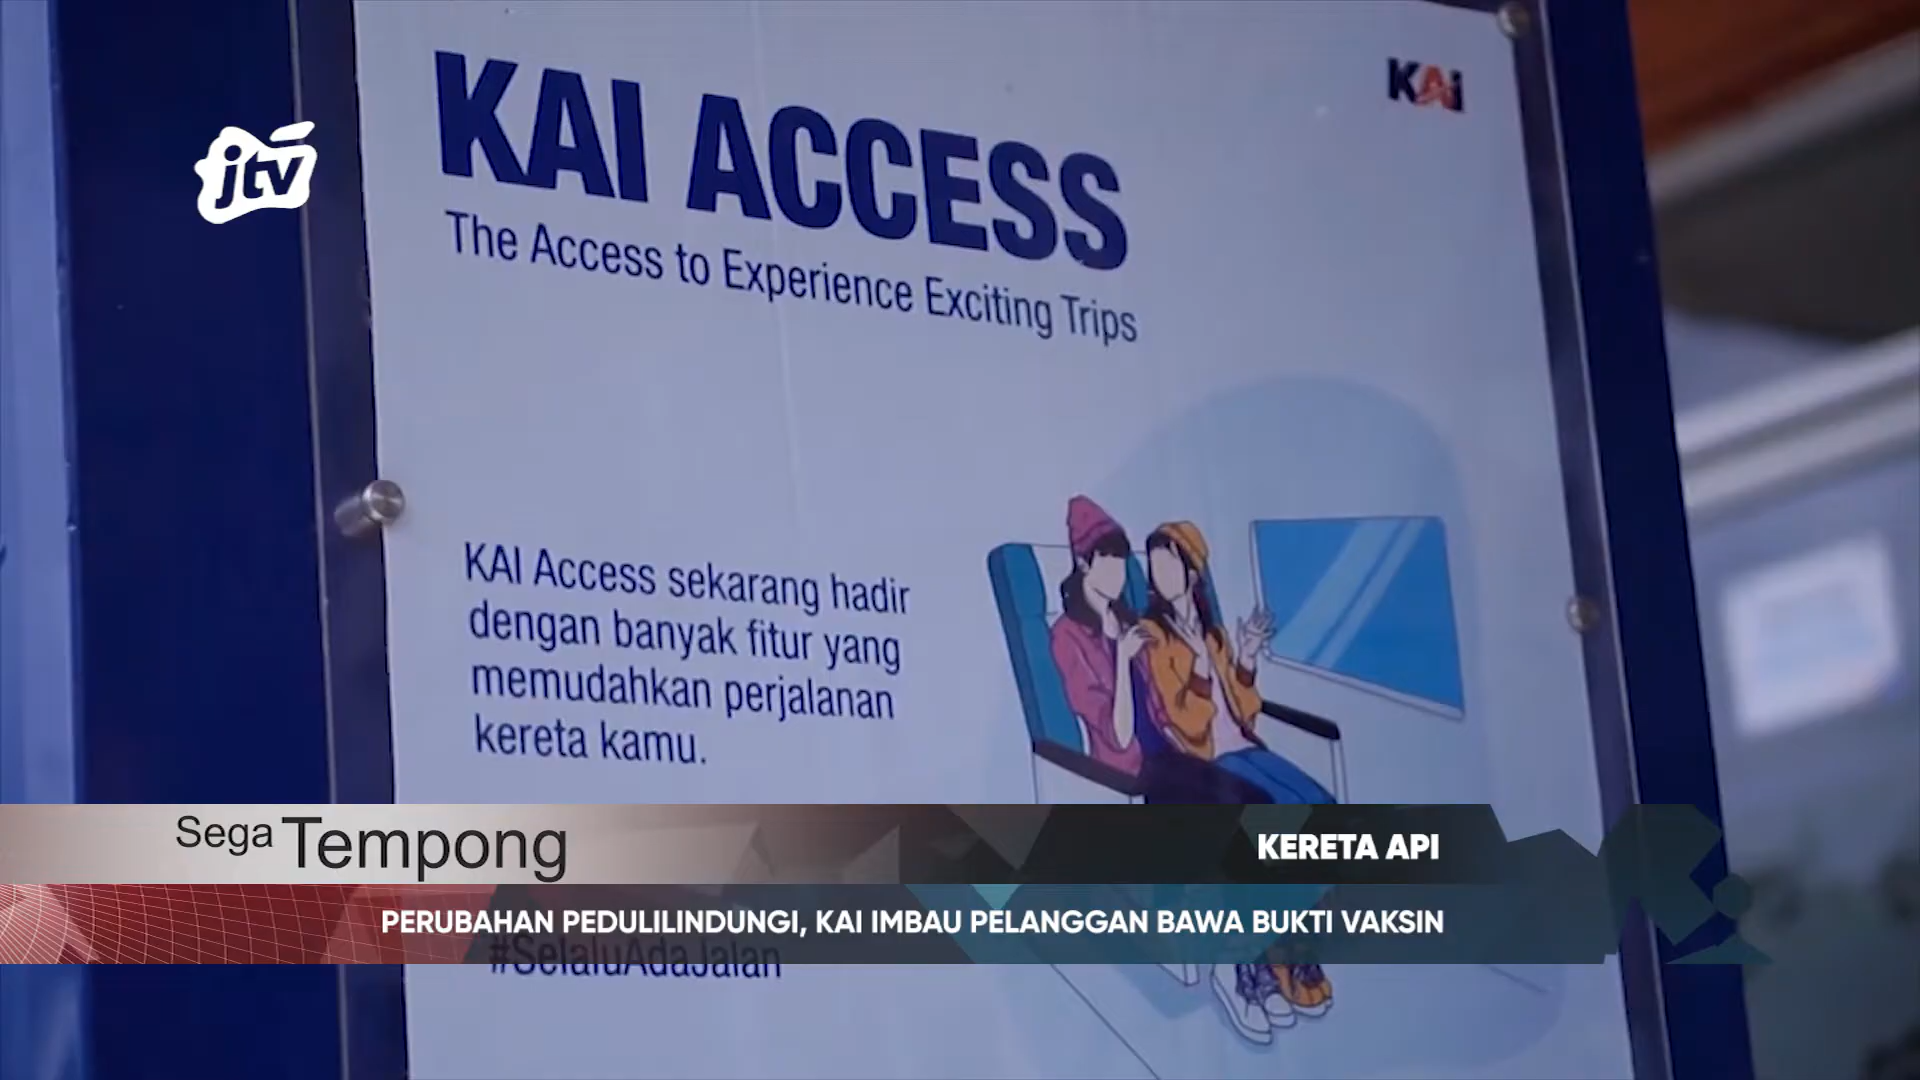 KAI ACCESS
KAI
jtv
The Access to Experience Exciting Trips
KAI Access sekarang hadir
dengan banyak fitur yang
memudahkan perjalanan
kereta kamu.
Sega Tempong
KERETA API
PERUBAHAN PEDULILINDUNGI, KAI IMBAU PELANGGAN BAWA BUKTI VAKSIN
#SelaluAdaJalan